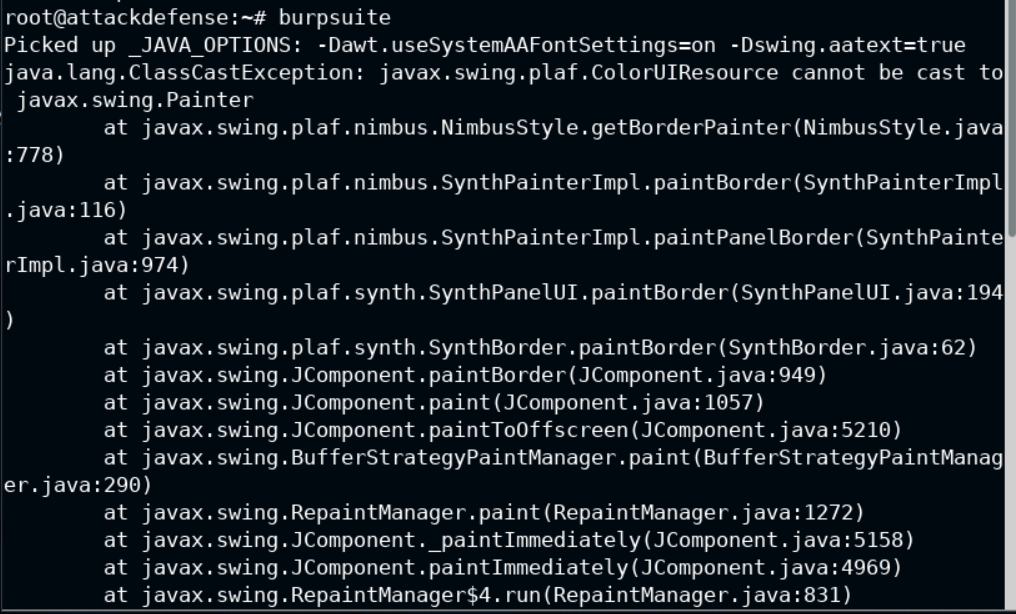 root@attackdefense:~# burpsuite
Picked up _JAVA_OPTIONS: -Dawt.useSystemAAFontSettings=on -Dswing.aatext=true
java.lang.ClassCastException: javax.swing.plaf.ColorUIResource cannot be cast to
 javax.swing.Painter
        at javax.swing.plaf.nimbus.NimbusStyle.getBorderPainter(NimbusStyle.java
:778)
        at javax.swing.plaf.nimbus.SynthPainterImpl.paintBorder(SynthPainterImpl
.java:116)
        at javax.swing.plaf.nimbus.SynthPainterImpl.paintPanelBorder(SynthPainte
rImpl.java:974)
        at javax.swing.plaf.synth.SynthPanelUI.paintBorder(SynthPanelUI.java:194
)
        at javax.swing.plaf.synth.SynthBorder.paintBorder(SynthBorder.java:62)
        at javax.swing.JComponent.paintBorder(JComponent.java:949)
        at javax.swing.JComponent.paint(JComponent.java:1057)
        at javax.swing.JComponent.paintToOffscreen(JComponent.java:5210)
        at javax.swing.BufferStrategyPaintManager.paint(BufferStrategyPaintManag
er.java:290)
        at javax.swing.RepaintManager.paint(RepaintManager.java:1272)
        at javax.swing.JComponent._paintImmediately(JComponent.java:5158)
        at javax.swing.JComponent.paintImmediately(JComponent.java:4969)
        at javax.swing.RepaintManager$4.run(RepaintManager.java:831)